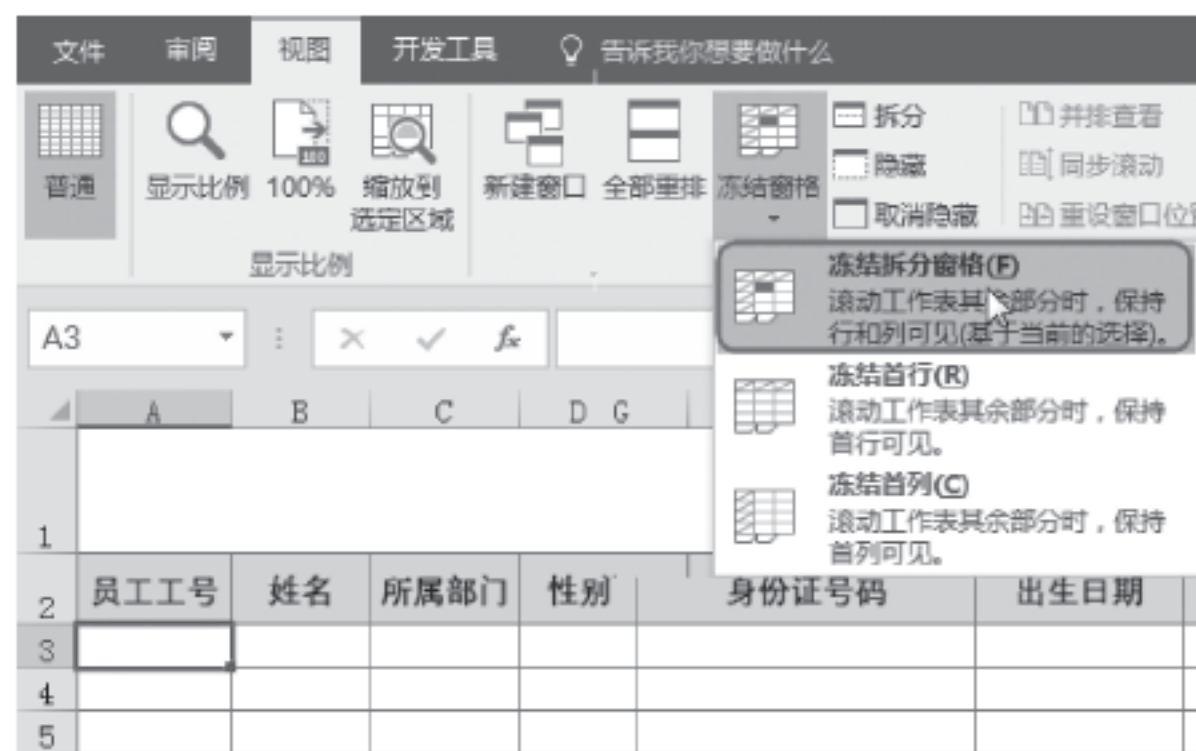 文件 审阅 视图 开发工具 告诉我你想要做什么
普通 显示比例 100% 缩放到 选定区域 新建窗口 全部重排 冻结窗格
拆分 并排查看
隐藏 同步滚动
取消隐藏 重设窗口位置
显示比例
冻结拆分窗格(F)
滚动工作表其余部分时，保持
行和列可见(基于当前的选择)。
冻结首行(R)
滚动工作表其余部分时，保持
首行可见。
冻结首列(C)
滚动工作表其余部分时，保持
首列可见。
A3 fx
A B C D G
1
2 员工工号 姓名 所属部门 性别 身份证号码 出生日期
3
4
5